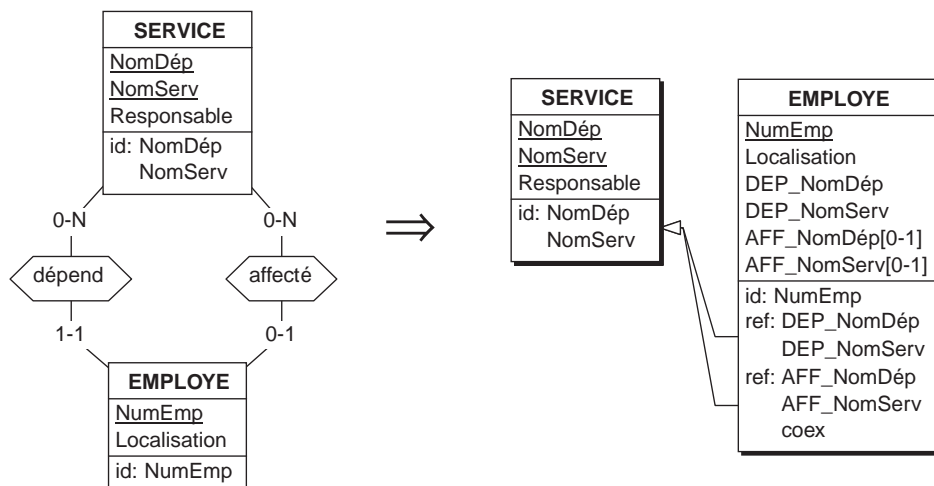 SERVICE
NomDép
NomServ
Responsable
id: NomDép
NomServ
0-N
0-N
dépend
affecté
1-1
0-1
EMPLOYE
NumEmp
Localisation
id: NumEmp
⇒
SERVICE
NomDép
NomServ
Responsable
id: NomDép
NomServ
EMPLOYE
NumEmp
Localisation
DEP_NomDép
DEP_NomServ
AFF_NomDép[0-1]
AFF_NomServ[0-1]
id: NumEmp
ref: DEP_NomDép
DEP_NomServ
ref: AFF_NomDép
AFF_NomServ
coex